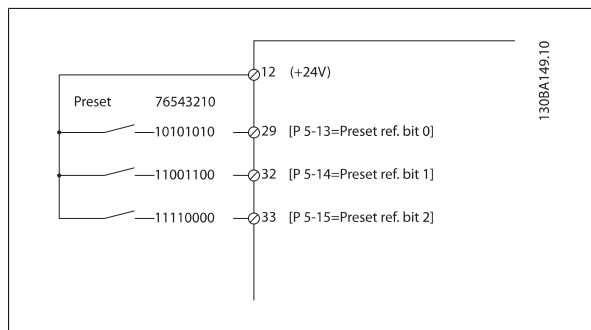 12 (+24V)
Preset 76543210
10101010 29 [P 5-13=Preset ref. bit 0]
11001100 32 [P 5-14=Preset ref. bit 1]
11110000 33 [P 5-15=Preset ref. bit 2]
130BA149.10